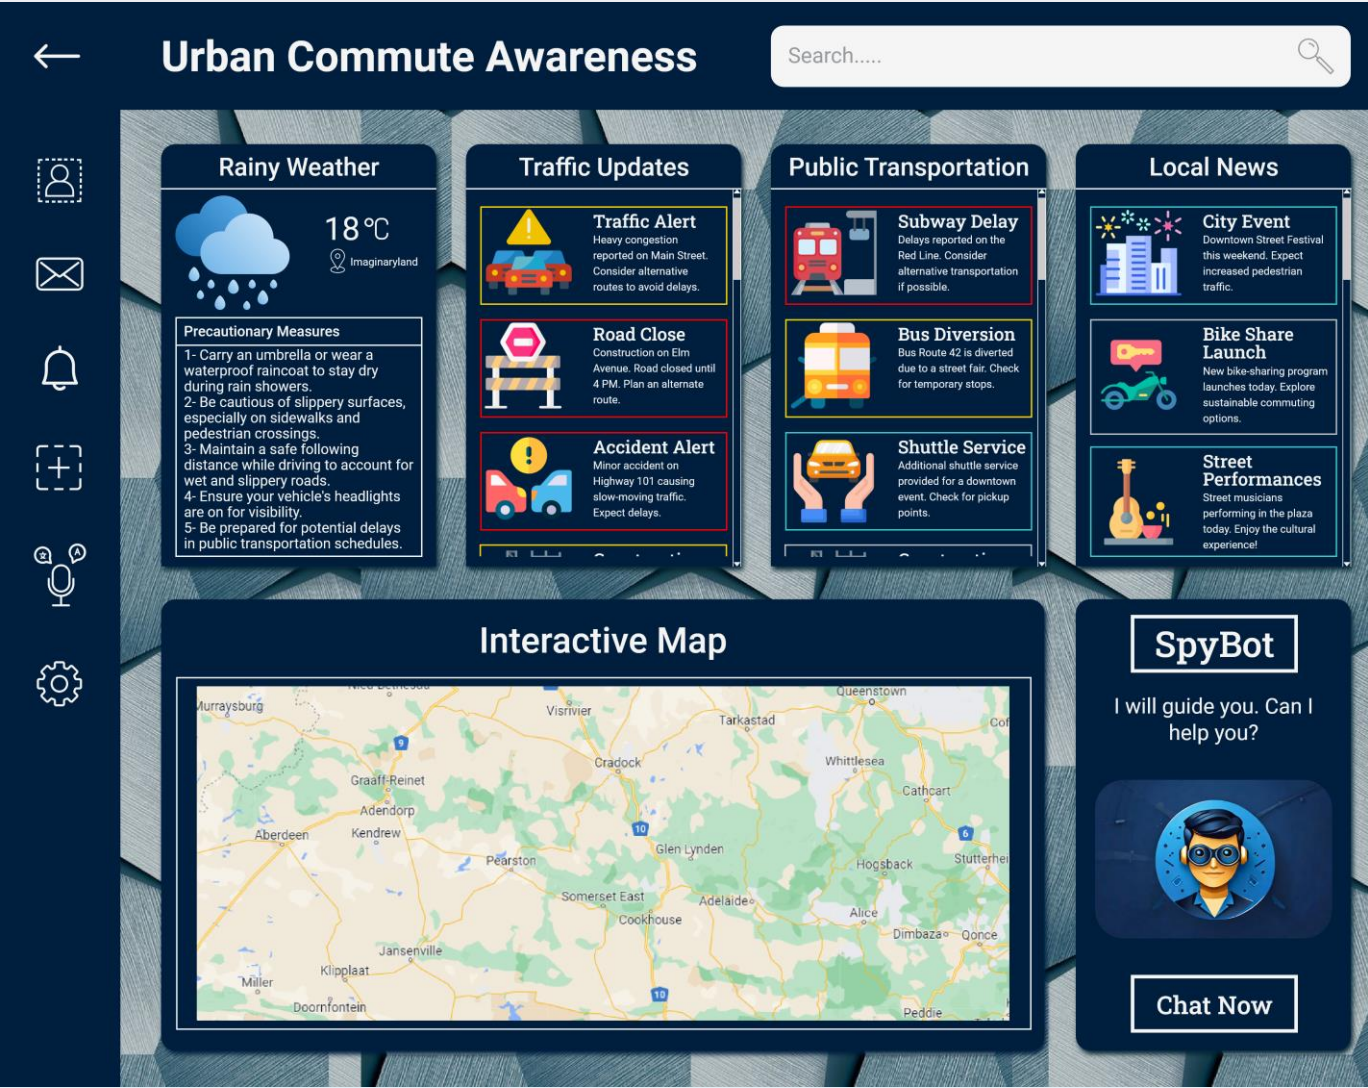 Urban Commute Awareness
Search.....
Rainy Weather
18°C
Imaginaryland
Precautionary Measures
1- Carry an umbrella or wear a
waterproof raincoat to stay dry
during rain showers.
2- Be cautious of slippery surfaces,
especially on sidewalks and
pedestrian crossings.
3- Maintain a safe following
distance while driving to account for
wet and slippery roads.
4- Ensure your vehicle's headlights
are on for visibility.
5- Be prepared for potential delays
in public transportation schedules.
Traffic Updates
Traffic Alert
Heavy congestion
reported on Main Street.
Consider alternative
routes to avoid delays.
Road Close
Construction on Elm
Avenue. Road closed until
4 PM. Plan an alternate
route.
Accident Alert
Minor accident on
Highway 101 causing
slow-moving traffic.
Expect delays.
Public Transportation
Subway Delay
Delays reported on the
Red Line. Consider
alternative transportation
if possible.
Bus Diversion
Bus Route 42 is diverted
due to a street fair. Check
for temporary stops.
Shuttle Service
Additional shuttle service
provided for a downtown
event. Check for pickup
points.
Local News
City Event
Downtown Street Festival
this weekend. Expect
increased pedestrian
traffic.
Bike Share
Launch
New bike-sharing program
launches today. Explore
sustainable commuting
options.
Street
Performances
Street musicians
performing in the plaza
today. Enjoy the cultural
experience!
Interactive Map
Murraysburg
Visrivier
Queenstown
Tarkastad
Cof
9
Cradock
Whittlesea
Graaff-Reinet
Cathcart
Adendorp
Aberdeen
Kendrew
10
6
Glen Lynden
Pearston
Hogsback
Stutterhei
Somerset East
Adelaide
Cookhouse
Alice
Dimbaza
Qonce
Jansenville
Klipplaat
Miller
10
Doornfontein
Peddie
SpyBot
I will guide you. Can I
help you?
Chat Now